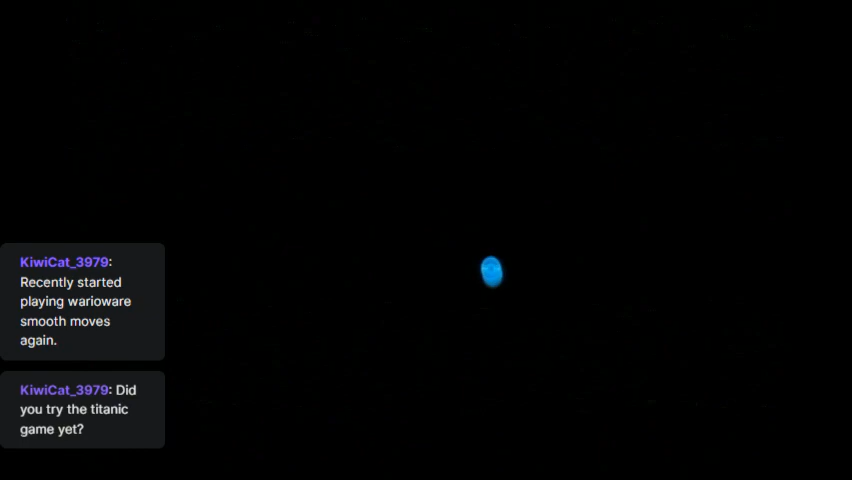 KiwiCat_3979:
Recently started
playing warioware
smooth moves
again.
KiwiCat_3979: Did
you try the titanic
game yet?